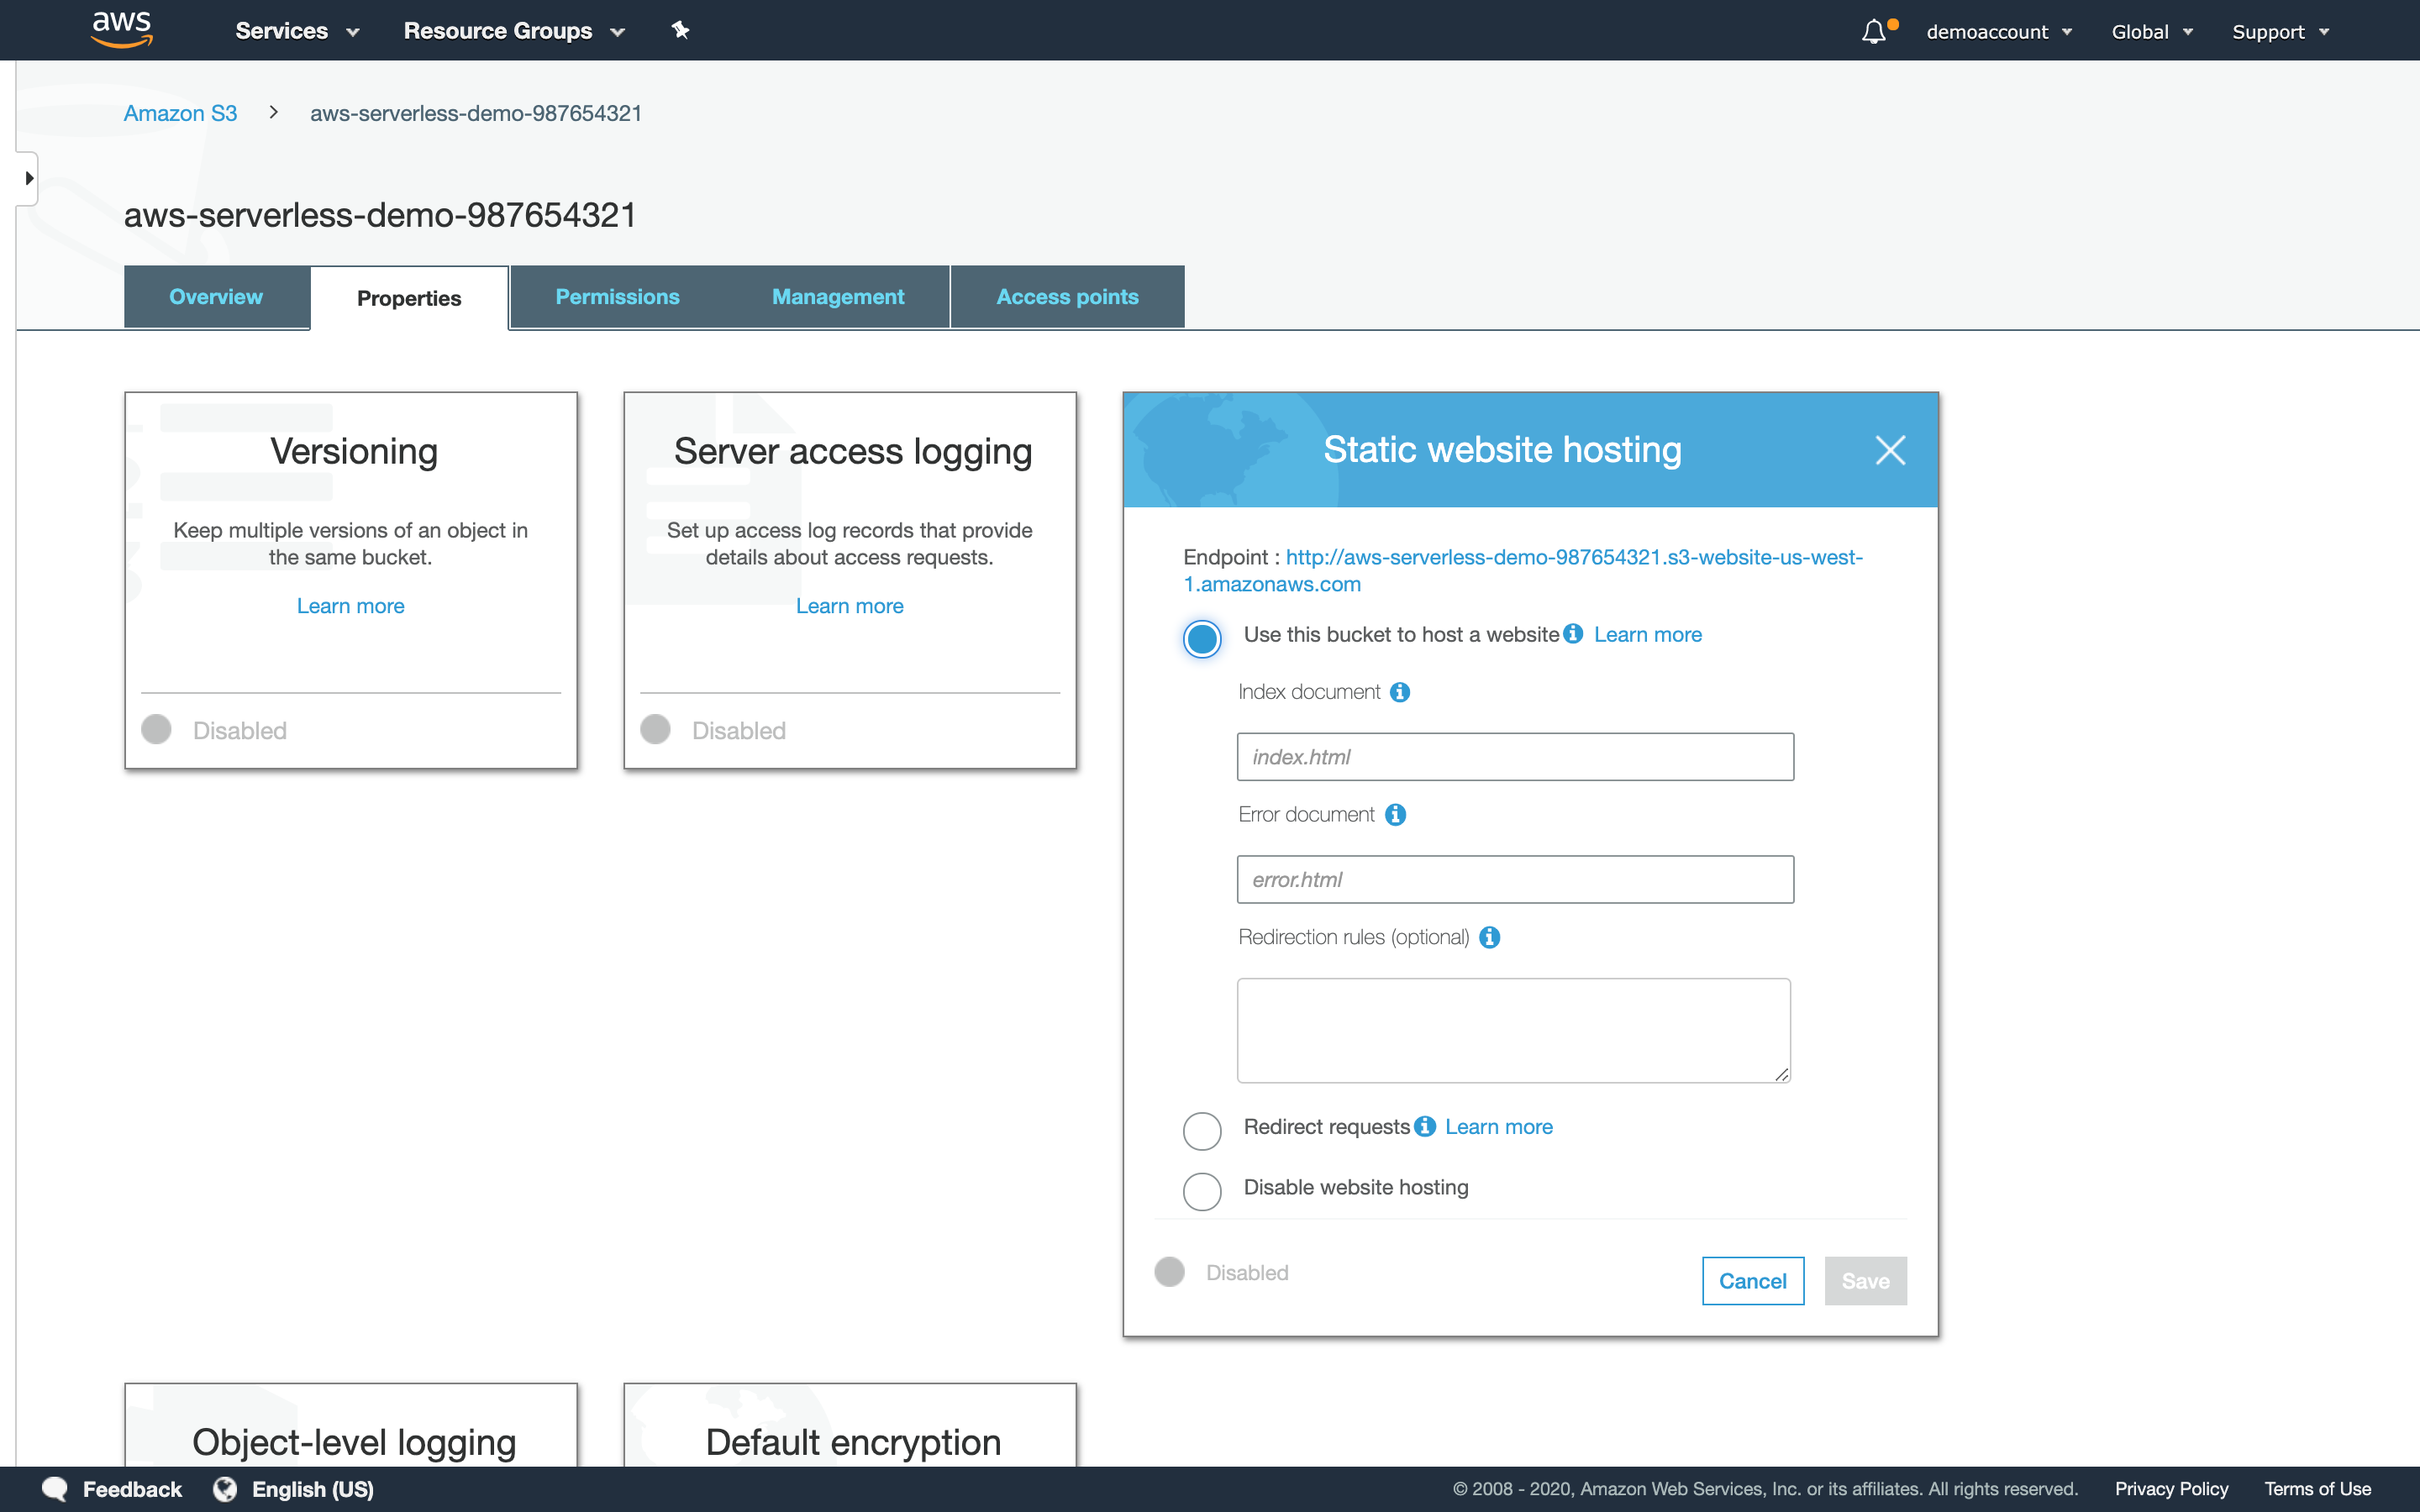 aws
Services
Resource Groups
demoaccount
Global
Support
Amazon S3
aws-serverless-demo-987654321
aws-serverless-demo-987654321
Overview
Properties
Permissions
Management
Access points
Versioning
Keep multiple versions of an object in
the same bucket.
Learn more
Disabled
Server access logging
Set up access log records that provide
details about access requests.
Learn more
Disabled
Static website hosting
Endpoint : http://aws-serverless-demo-987654321.s3-website-us-west-
1.amazonaws.com
Use this bucket to host a website Learn more
Index document
index.html
Error document
error.html
Redirection rules (optional)
Redirect requests Learn more
Disable website hosting
Disabled
Cancel
Save
Object-level logging
Default encryption
Feedback
English (US)
© 2008 - 2020, Amazon Web Services, Inc. or its affiliates. All rights reserved.
Privacy Policy
Terms of Use